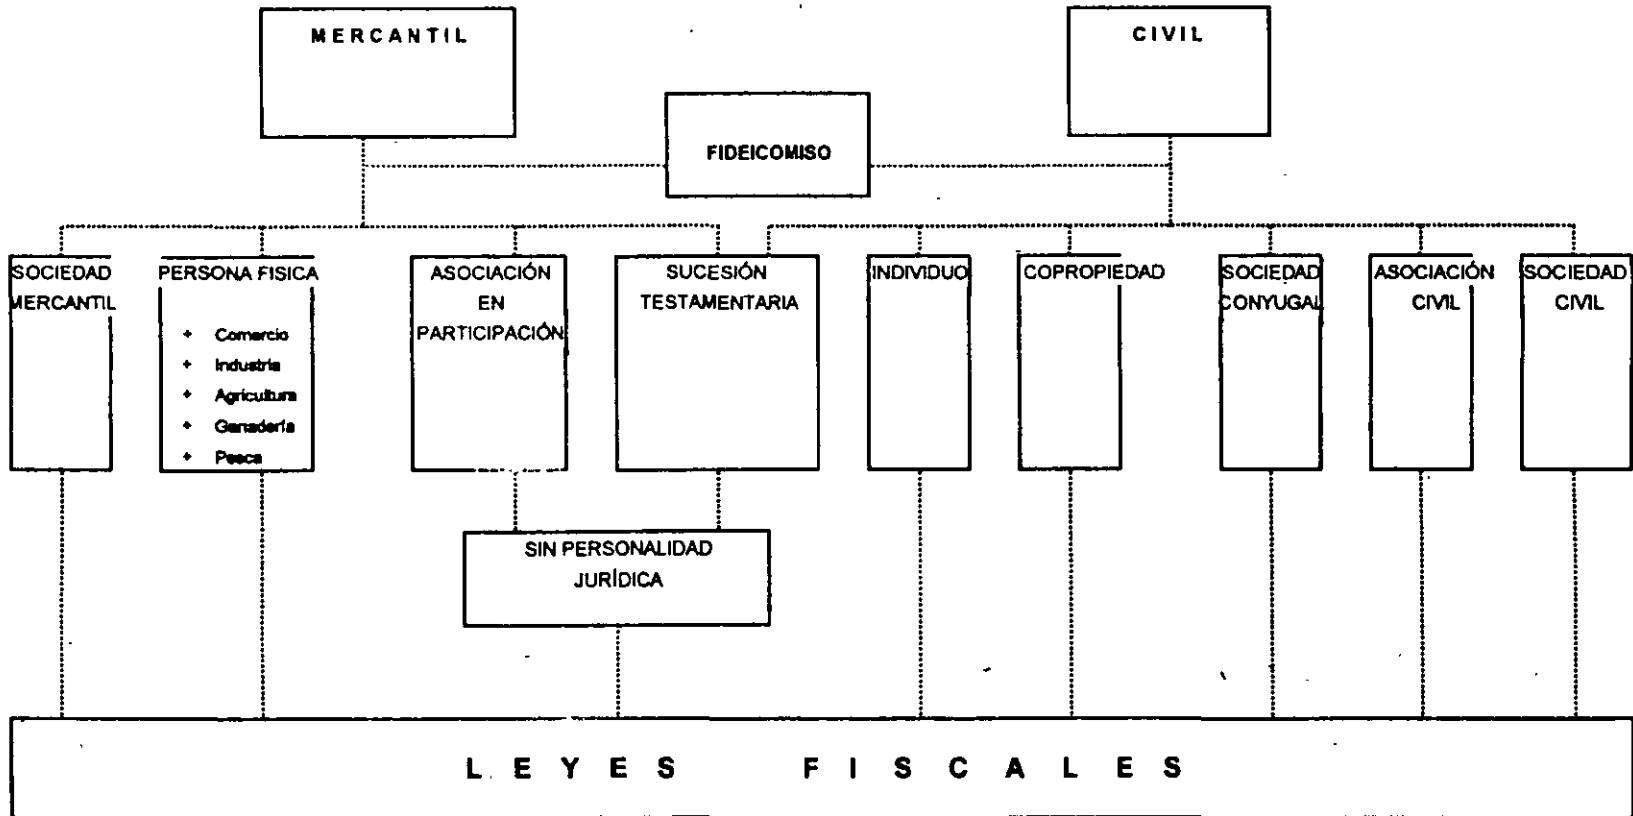 MERCANTIL
CIVIL
FIDEICOMISO
SOCIEDAD
MERCANTIL
PERSONA FISICA
+ Comercio
+ Industria
+ Agricultura
+ Ganadería
+ Pesca
ASOCIACIÓN
EN
PARTICIPACIÓN
SUCESIÓN
TESTAMENTARIA
INDIVIDUO
COPROPIEDAD
SOCIEDAD
CONYUGAL
ASOCIACIÓN
CIVIL
SOCIEDAD
CIVIL
SIN PERSONALIDAD
JURÍDICA
LEYES FISCALES